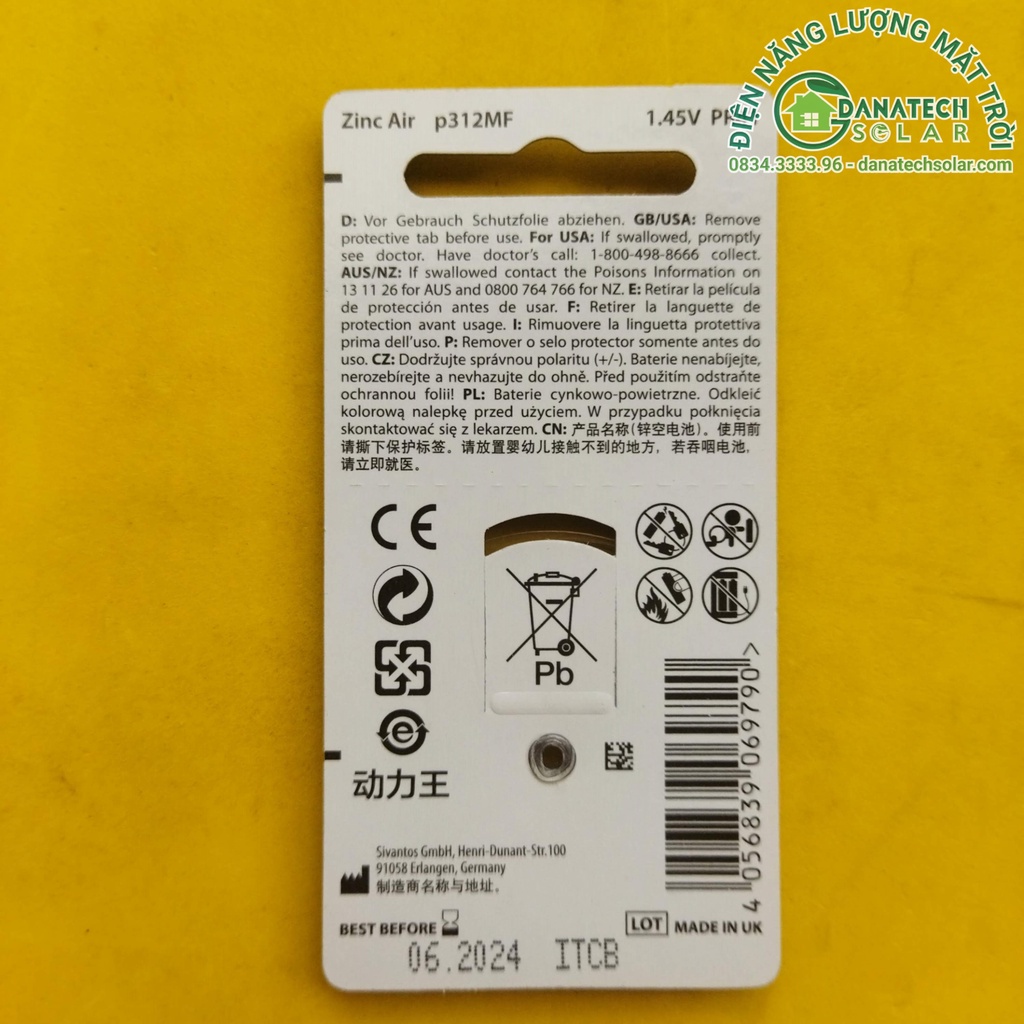 ĐIỆN NĂNG LƯỢNG MẶT TRỜI
DANATECH
SOLAR
0834.3333.96 - danatechsolar.com
Zinc Air p312MF 1.45V
D: Vor Gebrauch Schutzfolie abziehen. GB/USA: Remove
protective tab before use. For USA: If swallowed, promptly
see doctor. Have doctor's call: 1-800-498-8666 collect.
AUS/NZ: If swallowed contact the Poisons Information on
13 11 26 for AUS and 0800 764 766 for NZ. E: Retirar la película
de protección antes de usar. F: Retirer la languette de
protection avant usage. I: Rimuovere la linguetta protettiva
prima dell'uso. P: Remover o selo protector somente antes do
uso. CZ: Dodržujte správnou polaritu (+/-). Baterie nenabíjejte,
nerozebírejte a nevhazujte do ohně. Před použitím odstraňte
ochrannou folii! PL: Baterie cynkowo-powietrzne. Odkleić
kolorową nalepkę przed użyciem. W przypadku połknięcia
skontaktować się z lekarzem. CN: 产品名称(锌空电池)。使用前
请撕下保护标签。请放置婴幼儿接触不到的地方，若吞咽电池，
请立即就医。
CE
Pb
e
动力王
4 056839 069790 >
Sivantos GmbH, Henri-Dunant-Str.100
91058 Erlangen, Germany
制造商名称与地址。
BEST BEFORE LOT MADE IN UK
06.2024 ITCB